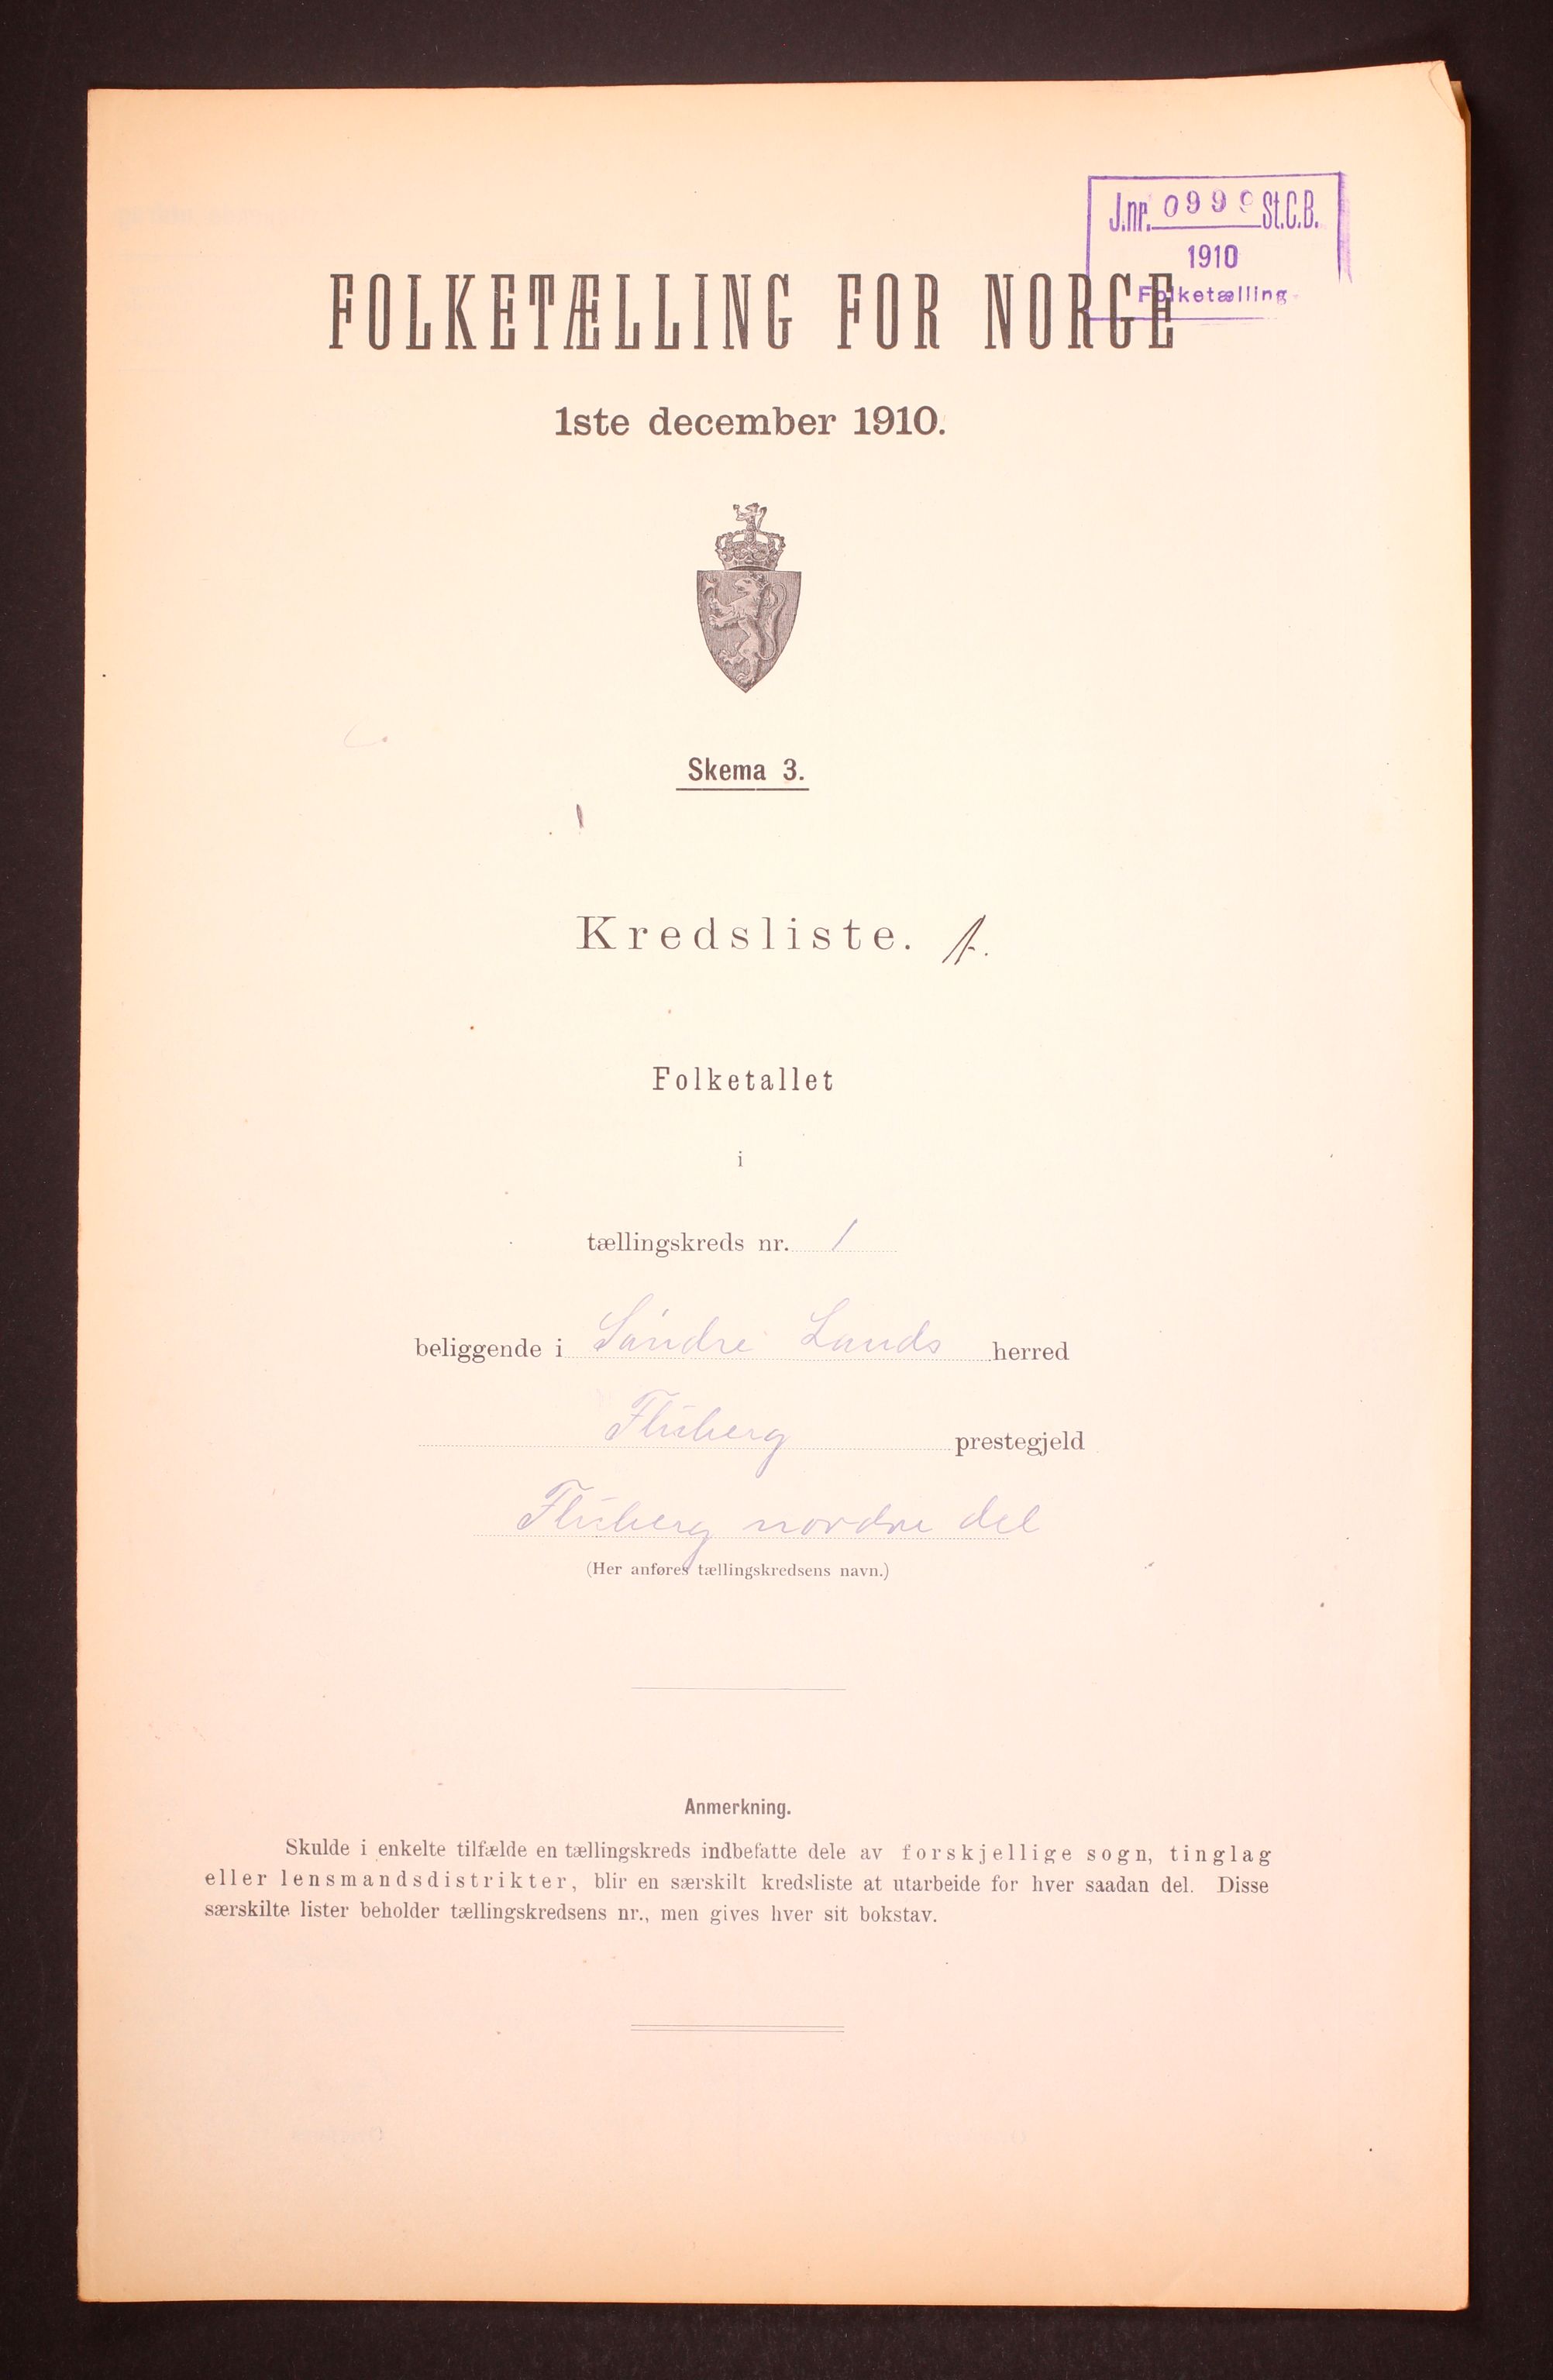 J.nr. 0999 St.C.B.
1910
Folketælling
FOLKETÆLLING FOR NORGE
1ste december 1910.
Skema 3.
Kredsliste. A.
Folketallet
i
tællingskreds nr. 1
beliggende i Søndre Lands herred
Fluberg prestegjeld
Fluberg nordre del
(Her anføres tællingskredsens navn.)
Anmerkning.
Skulde i enkelte tilfælde en tællingskreds indbefatte dele av forskjellige sogn, tinglag
eller lensmandsdistrikter, blir en særskilt kredsliste at utarbeide for hver saadan del. Disse
særskilte lister beholder tællingskredsens nr., men gives hver sit bokstav.